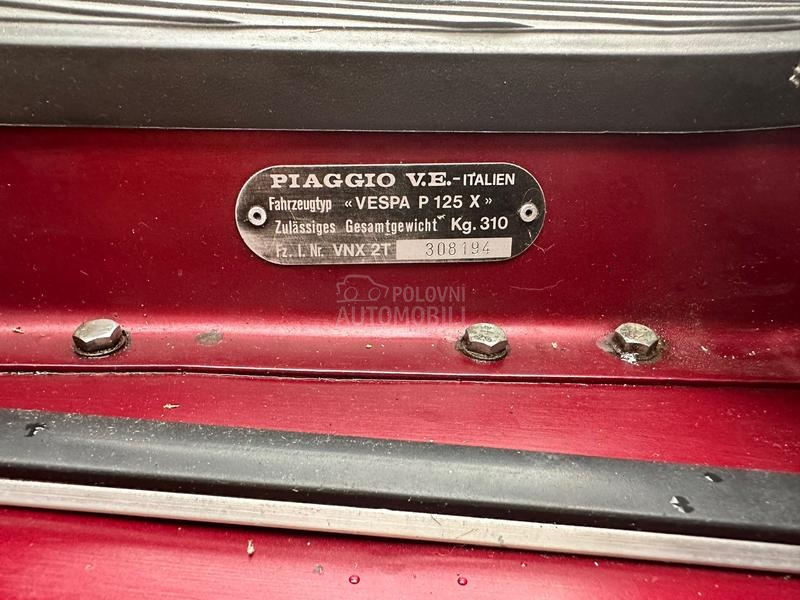 PIAGGIO V.E.-ITALIEN
Fahrzeugtyp «VESPA P 125 X»
Zulässiges Gesamtgewicht Kg. 310
Fz. I. Nr. VNX 2T 308194
POLOVNI
AUTOMOBILI